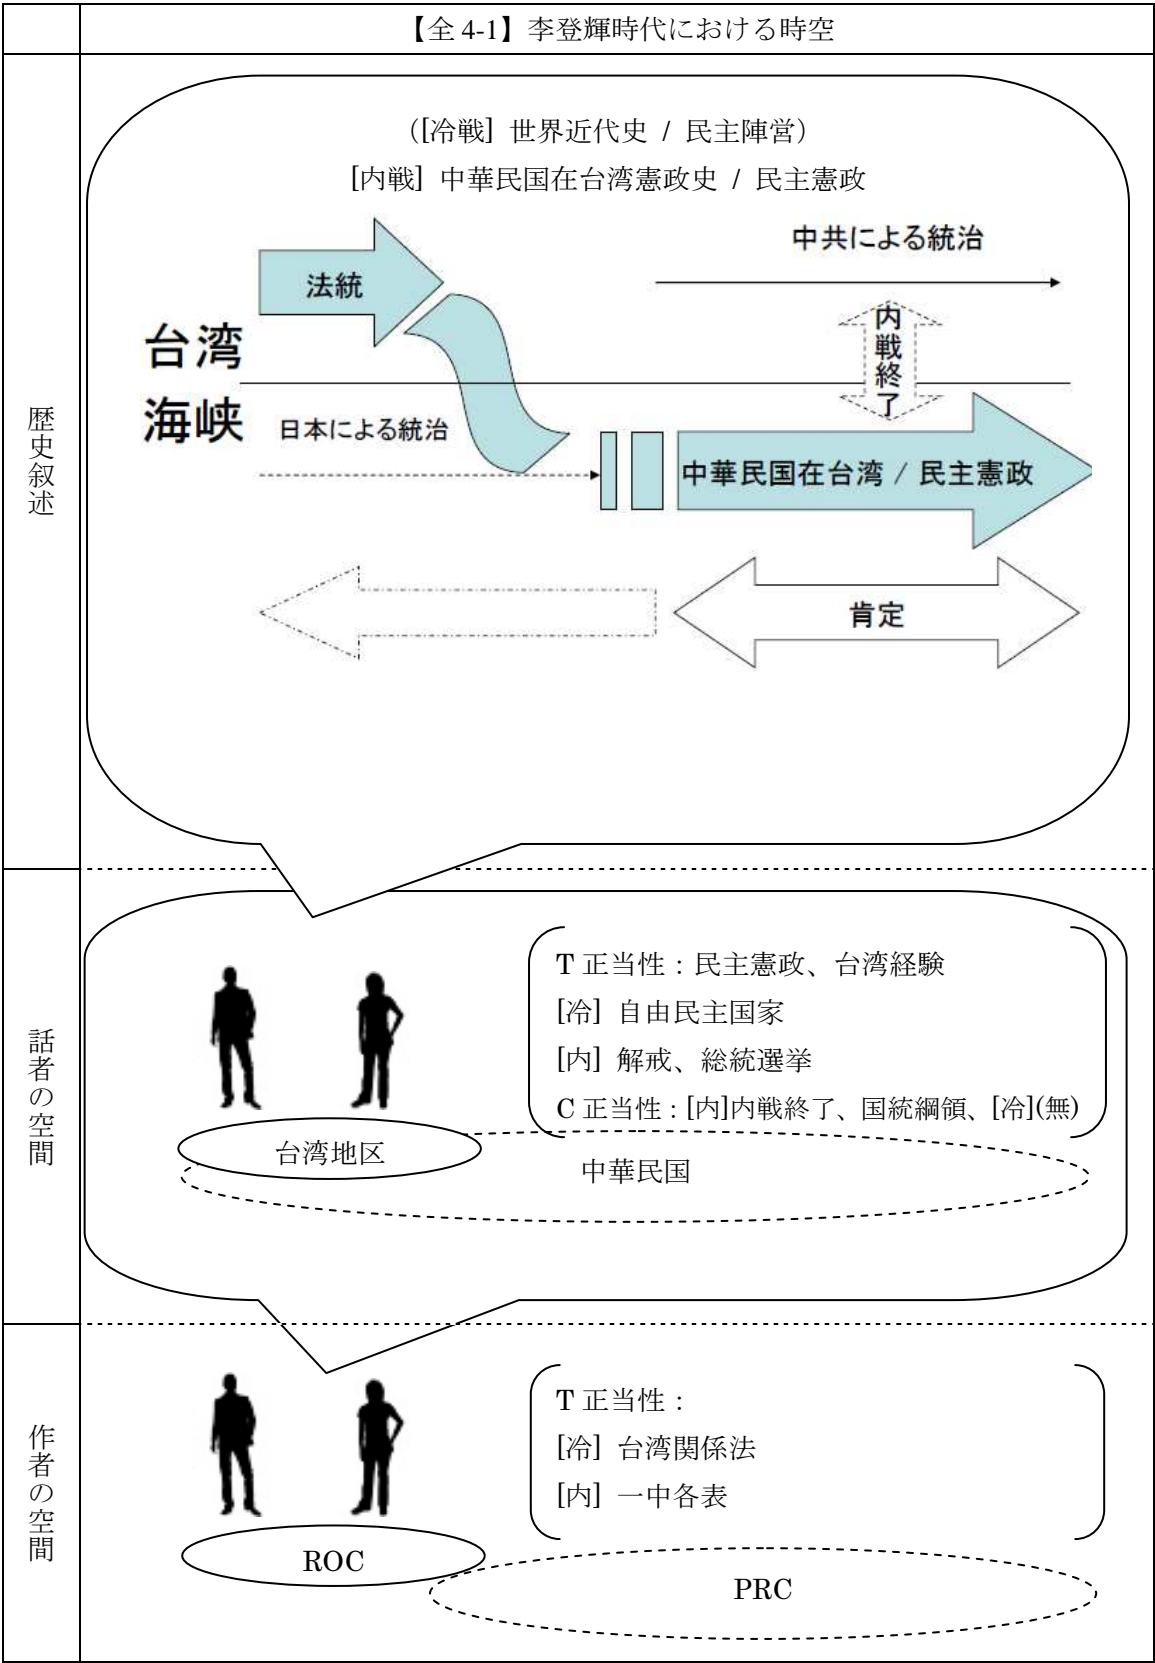 【全 4-1】李登輝時代における時空
歴史叙述
（[冷戦] 世界近代史 / 民主陣営）
[内戦] 中華民国在台湾憲政史 / 民主憲政
中共による統治
法統
内戦終了
台湾
海峡
日本による統治
中華民国在台湾 / 民主憲政
肯定
話者の空間
T 正当性：民主憲政、台湾経験
[冷] 自由民主国家
[内] 解戒、総統選挙
C 正当性：[内]内戦終了、国統綱領、[冷](無)
台湾地区
中華民国
作者の空間
T 正当性：
[冷] 台湾関係法
[内] 一中各表
ROC
PRC